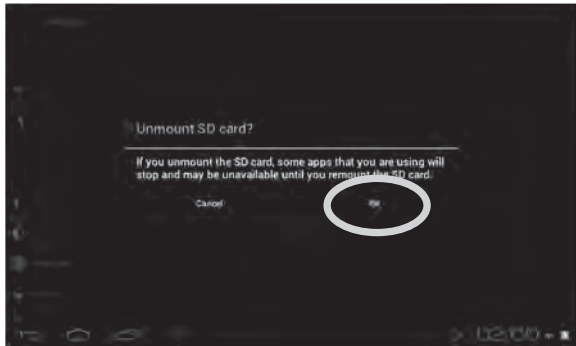 Unmount SD card?
If you unmount the SD card, some apps that you are using will
stop and may be unavailable until you remount the SD card.
Cancel